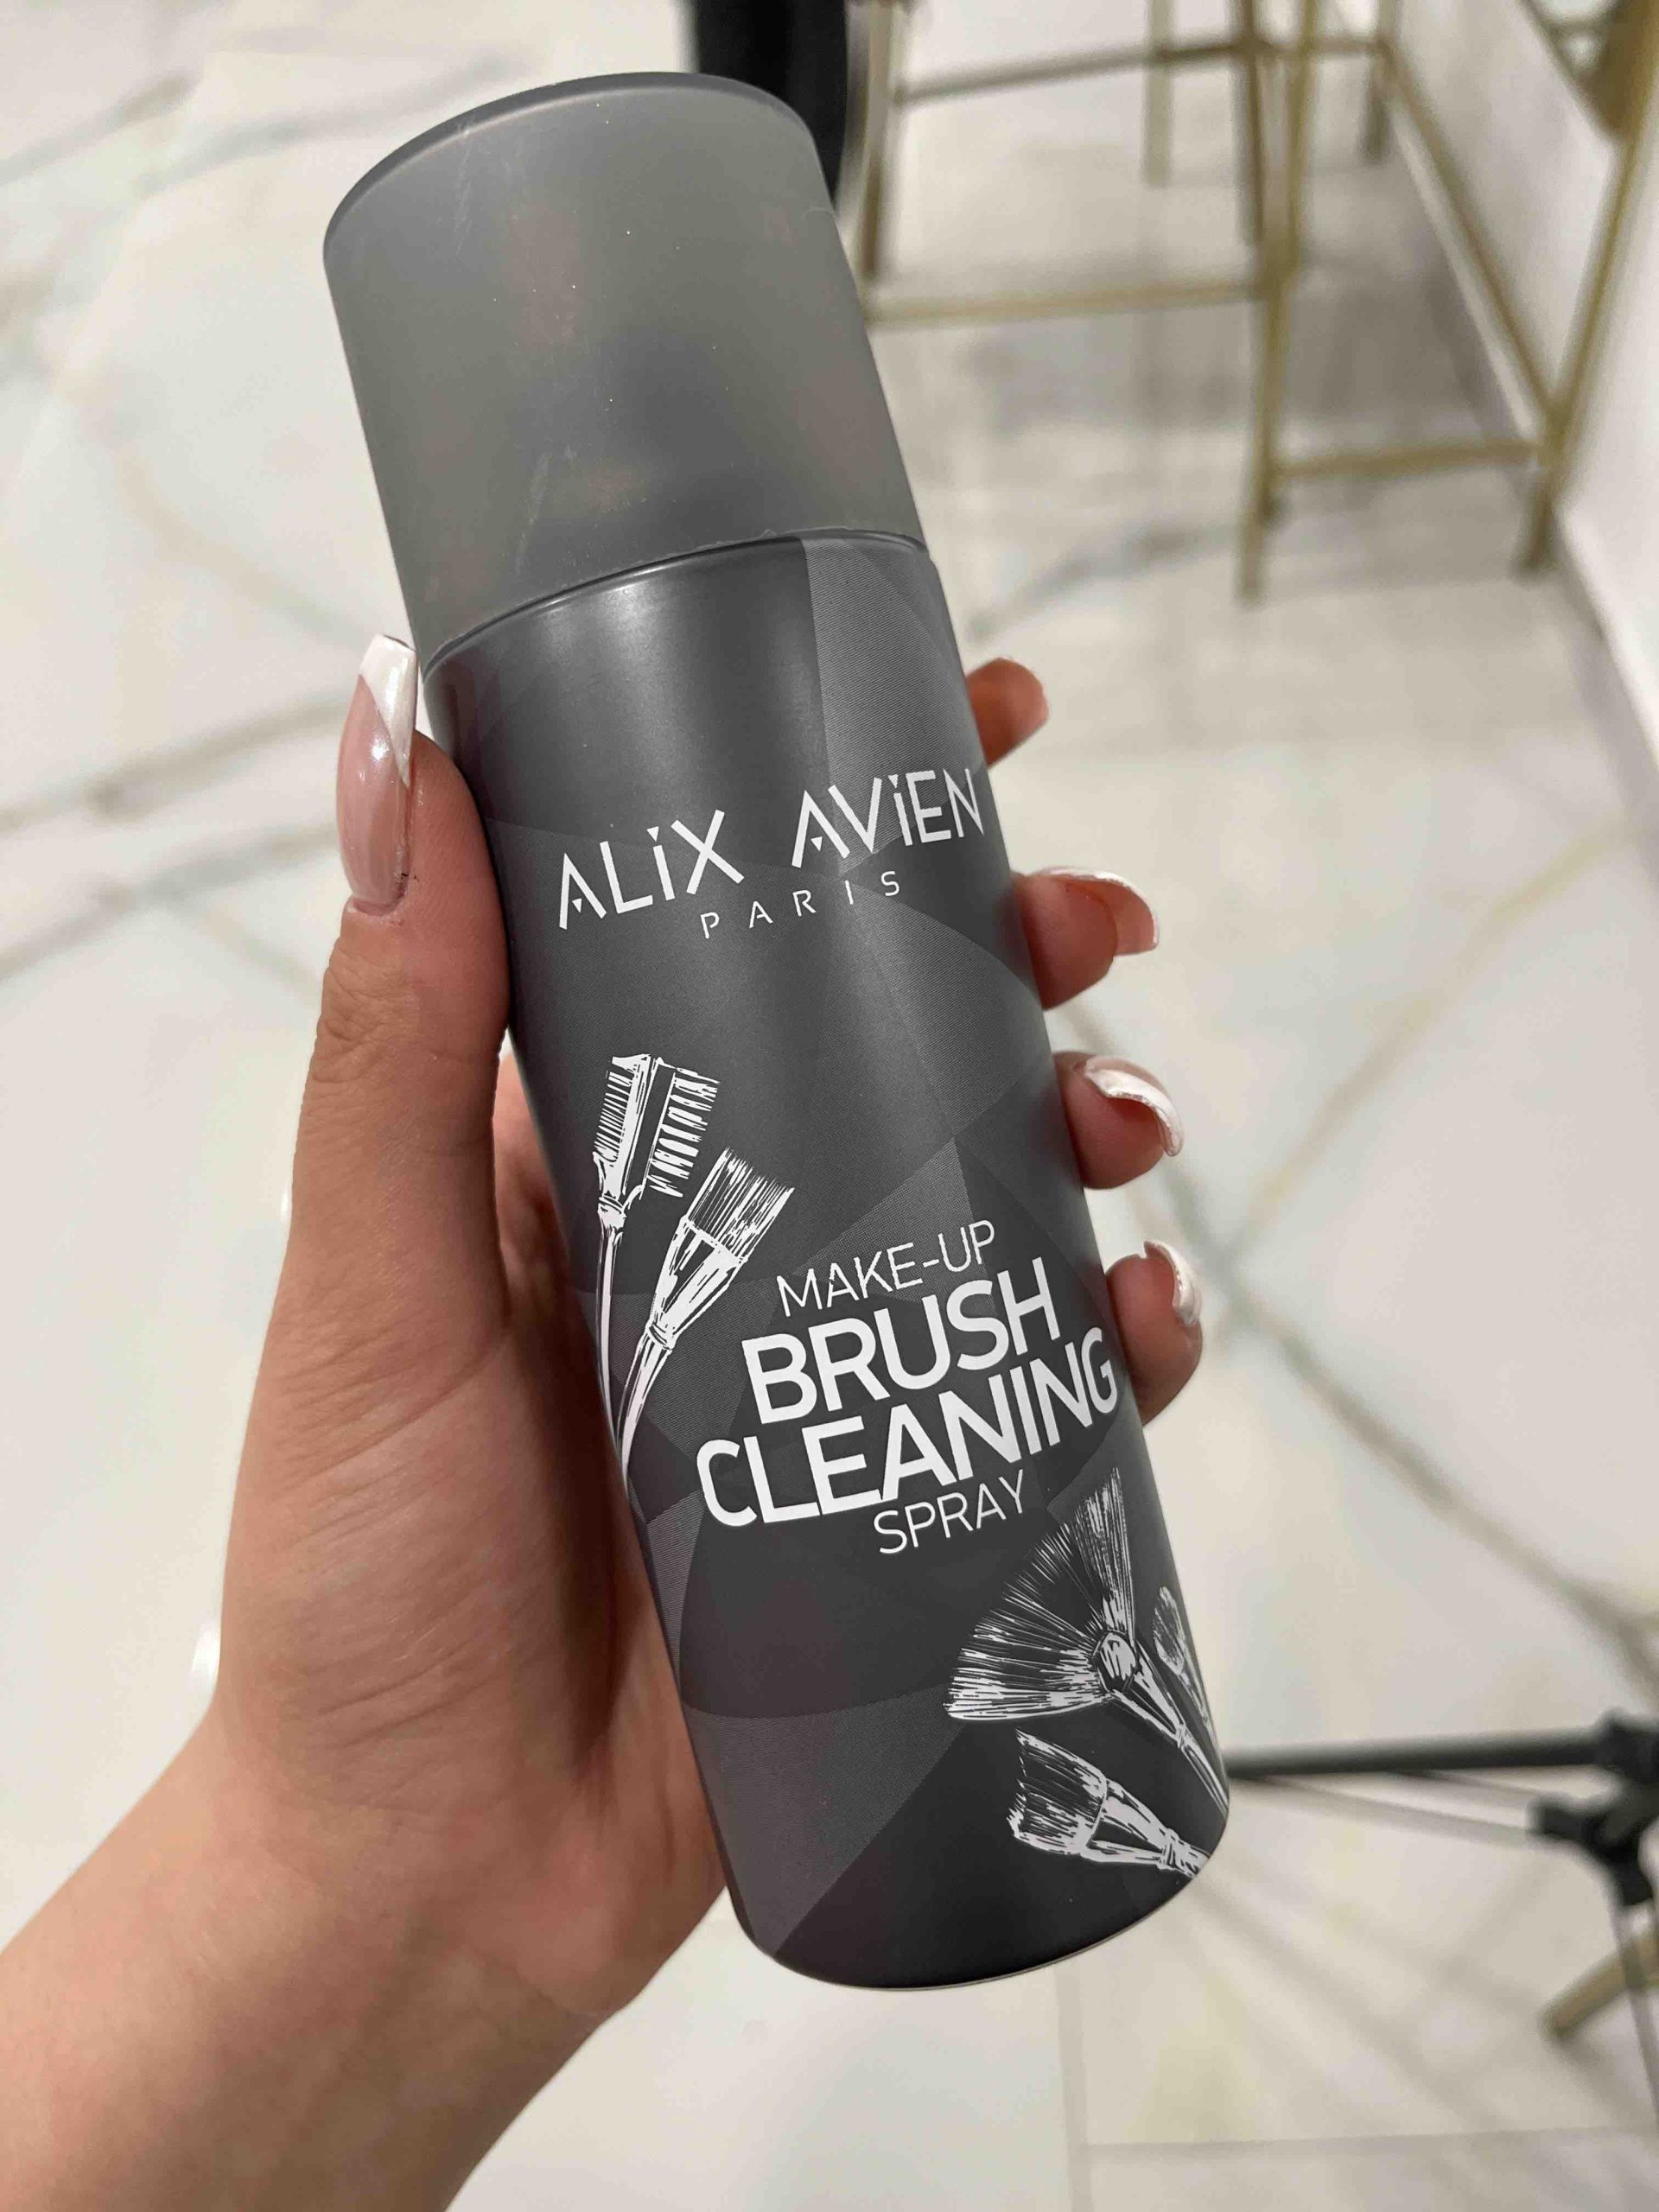 ALiX AViEN
PARIS
MAKE-UP
BRUSH
CLEANING
SPRAY